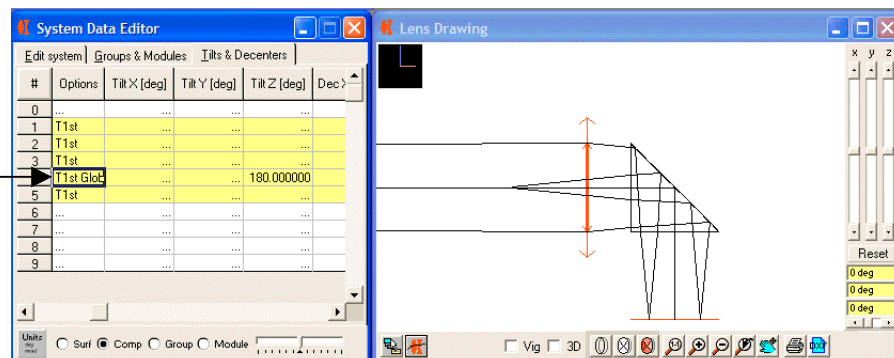 System Data Editor
Edit system Groups & Modules Tilts & Decenters
# Options Tilt X [deg] Tilt Y [deg] Tilt Z [deg] Dec X
0 ... ... ... ...
1 T1st ... ... ...
2 T1st ... ... ...
3 T1st ... ... ...
4 T1st Glob ... ... 180.000000
5 T1st ... ... ...
6 ... ... ... ...
7 ... ... ... ...
8 ... ... ... ...
9 ... ... ... ...
Units
deg
Surf Comp Group Module
Lens Drawing
x y z
Reset
0 deg
0 deg
0 deg
Vig 3D